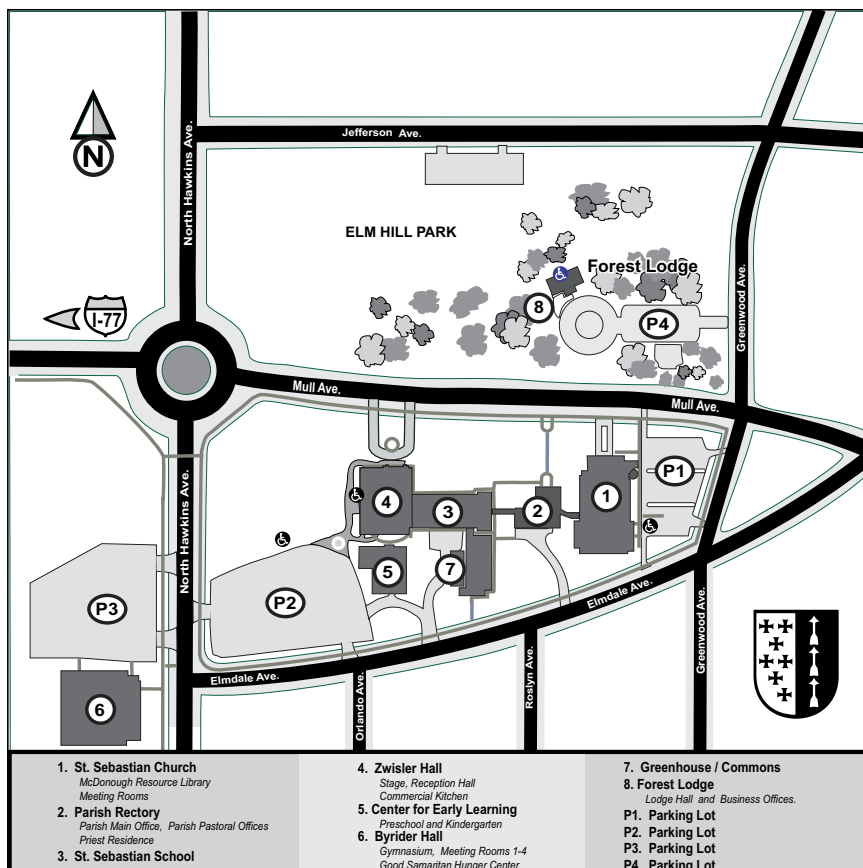 Jefferson Ave.
North Hawkins Ave.
N
ELM HILL PARK
Forest Lodge
8
P4
I-77
Greenwood Ave.
Mull Ave.
Mull Ave.
P1
4
3
2
1
5
7
North Hawkins Ave.
P3
P2
Elmdale Ave.
Greenwood Ave.
Elmdale Ave.
Orlando Ave.
Roslyn Ave.
6
1. St. Sebastian Church
McDonough Resource Library
Meeting Rooms
2. Parish Rectory
Parish Main Office, Parish Pastoral Offices
Priest Residence
3. St. Sebastian School
4. Zwisler Hall
Stage, Reception Hall
Commercial Kitchen
5. Center for Early Learning
Preschool and Kindergarten
6. Byrider Hall
Gymnasium, Meeting Rooms 1-4
Good Samaritan Hunger Center
7. Greenhouse / Commons
8. Forest Lodge
Lodge Hall and Business Offices.
P1. Parking Lot
P2. Parking Lot
P3. Parking Lot
P4. Parking Lot